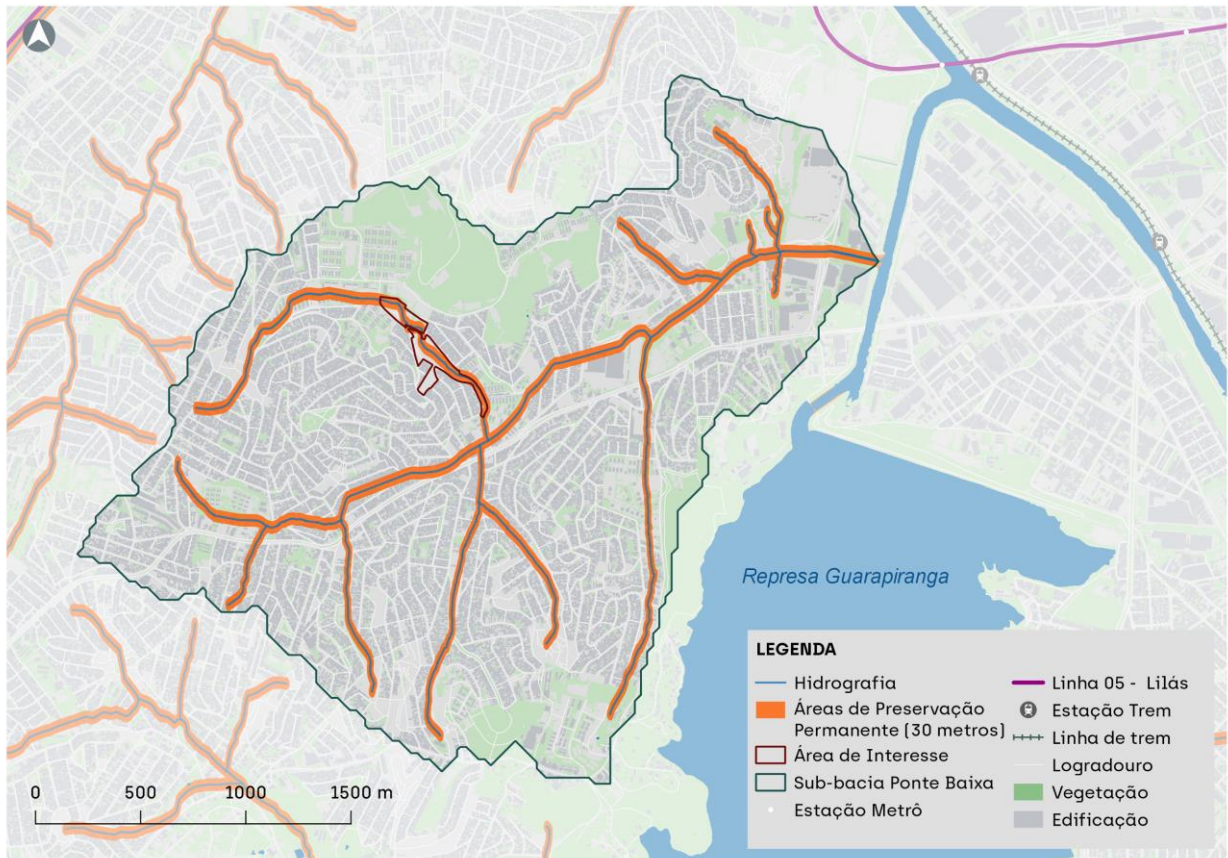 Represa Guarapiranga
LEGENDA
Hidrografia
Áreas de Preservação
Permanente (30 metros)
Área de Interesse
Sub-bacia Ponte Baixa
Estação Metrô
Linha 05 - Lilás
Estação Trem
Linha de trem
Logradouro
Vegetação
Edificação
0 500 1000 1500 m